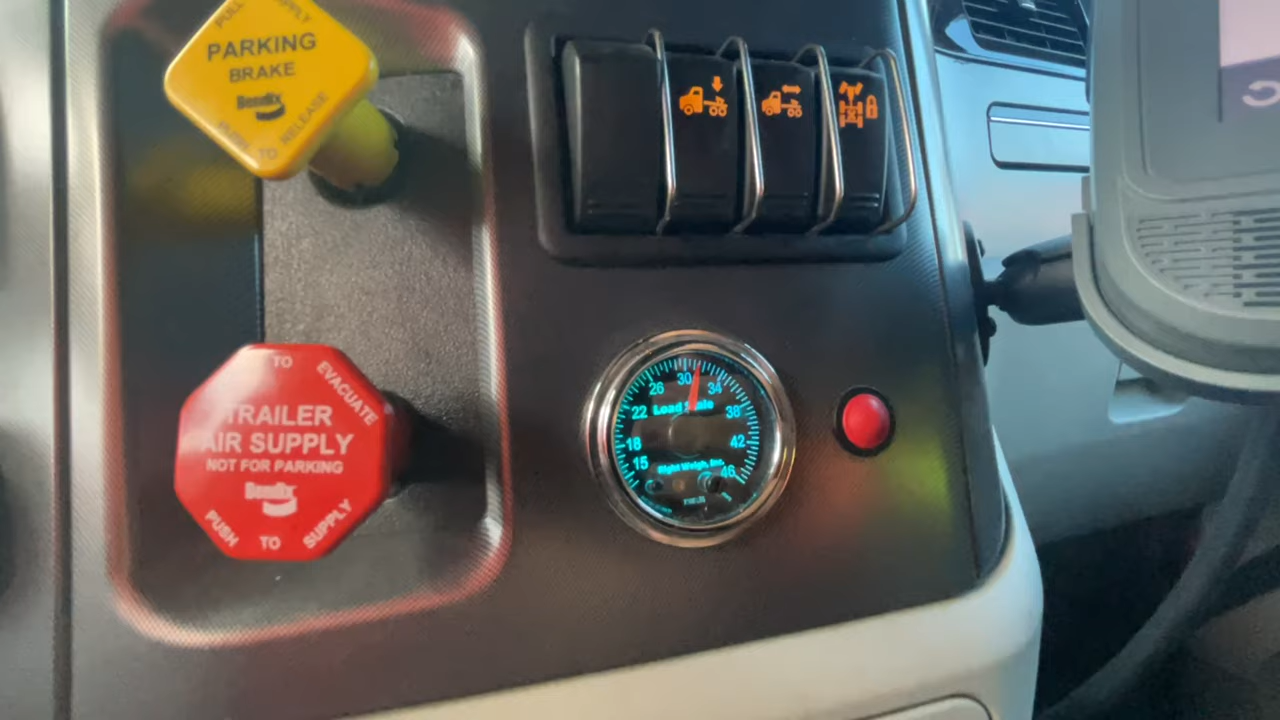 PULL
SUPPLY
PARKING
BRAKE
Bendix
PUSH TO RELEASE
TO
EVACUATE
TRAILER
AIR SUPPLY
NOT FOR PARKING
Bendix
PUSH TO SUPPLY
30
34
26
22
38
Load Scale
18
42
15
46
Right Weigh, Inc.